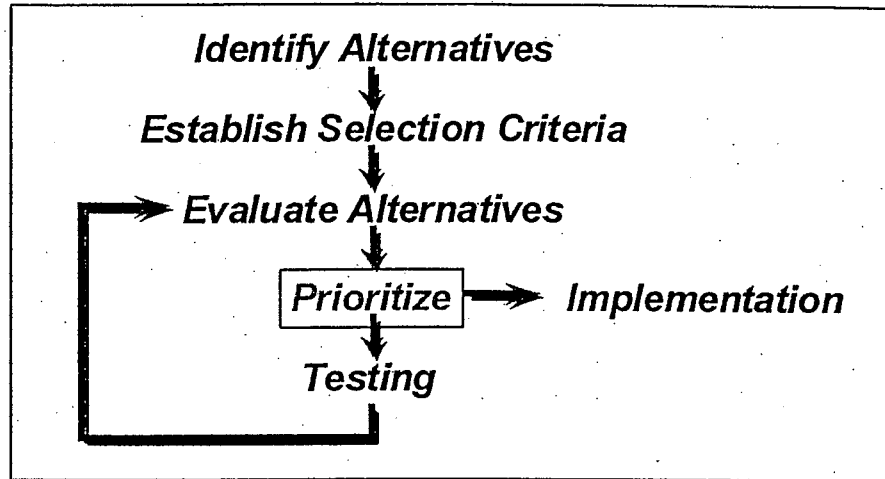 Identify Alternatives
Establish Selection Criteria
Evaluate Alternatives
Prioritize
Implementation
Testing